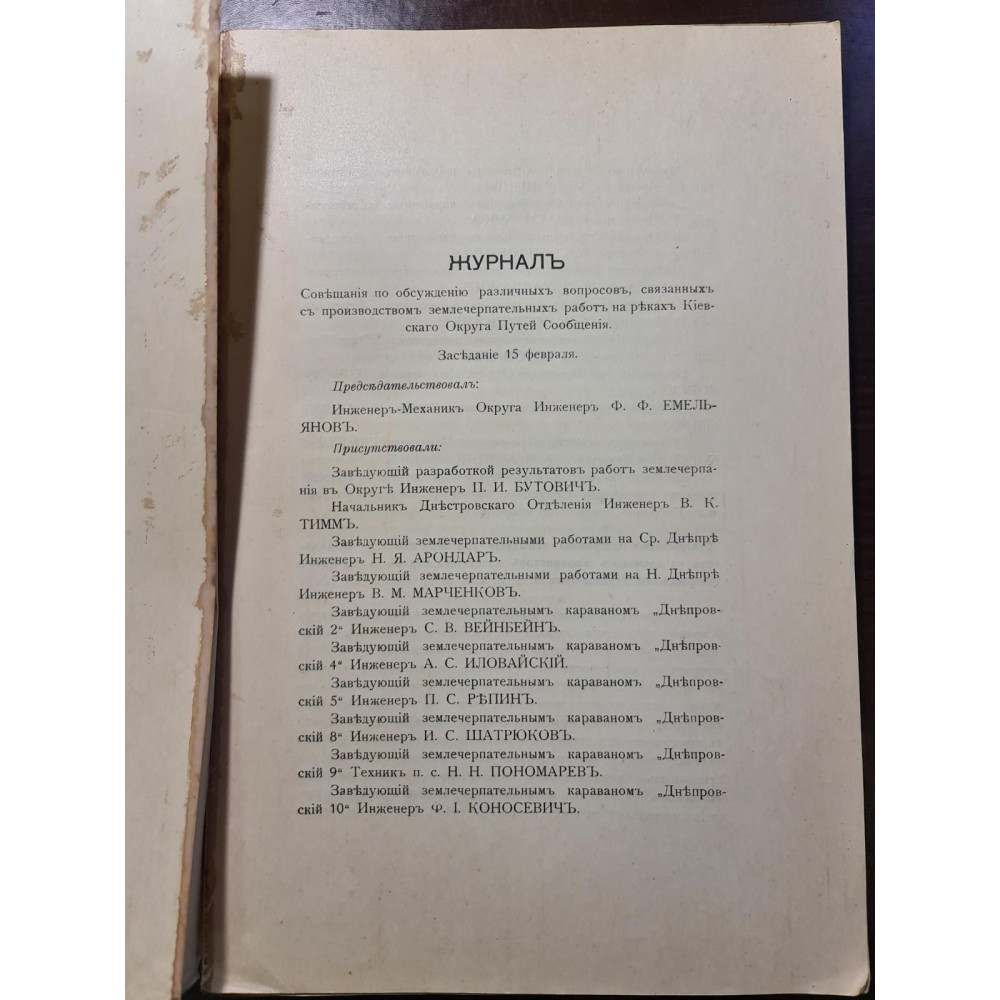 ЖУРНАЛЪ
Совѣщанія по обсужденію различныхъ вопросовъ, связанныхъ
съ производствомъ землечерпательныхъ работъ на рѣкахъ Кіев-
скаго Округа Путей Сообщенія.
Засѣданіе 15 февраля.
Предсѣдательствовалъ:
Инженеръ-Механикъ Округа Инженеръ Ф. Ф. ЕМЕЛЬ-
ЯНОВЪ.
Присутствовали:
Завѣдующій разработкой результатовъ работъ землечерпа-
нія въ Округѣ Инженеръ П. И. БУТОВИЧЪ.
Начальникъ Днѣстровскаго Отдѣленія Инженеръ В. К.
ТИММЪ.
Завѣдующій землечерпательными работами на Ср. Днѣпрѣ
Инженеръ Н. Я. АРОНДАРЪ.
Завѣдующій землечерпательными работами на Н. Днѣпрѣ
Инженеръ В. М. МАРЧЕНКОВЪ.
Завѣдующій землечерпательнымъ караваномъ „Днѣпров-
скій 2“ Инженеръ С. В. ВЕЙНБЕЙНЪ.
Завѣдующій землечерпательнымъ караваномъ „Днѣпров-
скій 4“ Инженеръ А. С. ИЛОВАЙСКІЙ.
Завѣдующій землечерпательнымъ караваномъ „Днѣпров-
скій 5“ Инженеръ П. С. РѢПИНЪ.
Завѣдующій землечерпательнымъ караваномъ „Днѣпров-
скій 8“ Инженеръ И. С. ШАТРЮКОВЪ.
Завѣдующій землечерпательнымъ караваномъ „Днѣпров-
скій 9“ Техникъ п. с. Н. Н. ПОНОМАРЕВЪ.
Завѣдующій землечерпательнымъ караваномъ „Днѣпров-
скій 10“ Инженеръ Ф. І. КОНОСЕВИЧЪ.